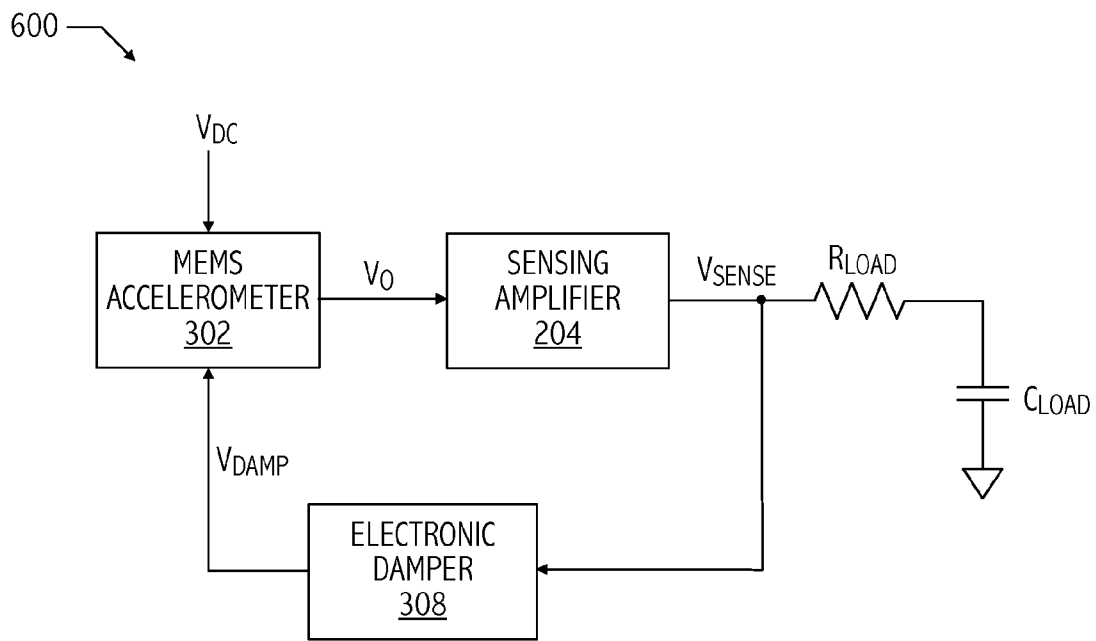 600
VDC
MEMS
ACCELEROMETER
302
VO
SENSING
AMPLIFIER
204
VSENSE
RLOAD
CLOAD
VDAMP
ELECTRONIC
DAMPER
308